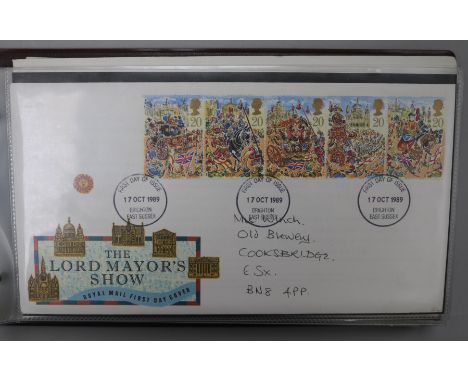 20 20 20 20 20
FIRST DAY OF ISSUE
17 OCT 1989
BRIGHTON
EAST SUSSEX
FIRST DAY OF ISSUE
17 OCT 1989
BRIGHTON
EAST SUSSEX
FIRST DAY OF ISSUE
17 OCT 1989
BRIGHTON
EAST SUSSEX
Old Brewery,
COOKSBRIDGE.
E SX.
BN8 4PP.
THE
LORD MAYOR'S
SHOW
ROYAL MAIL FIRST DAY COVER